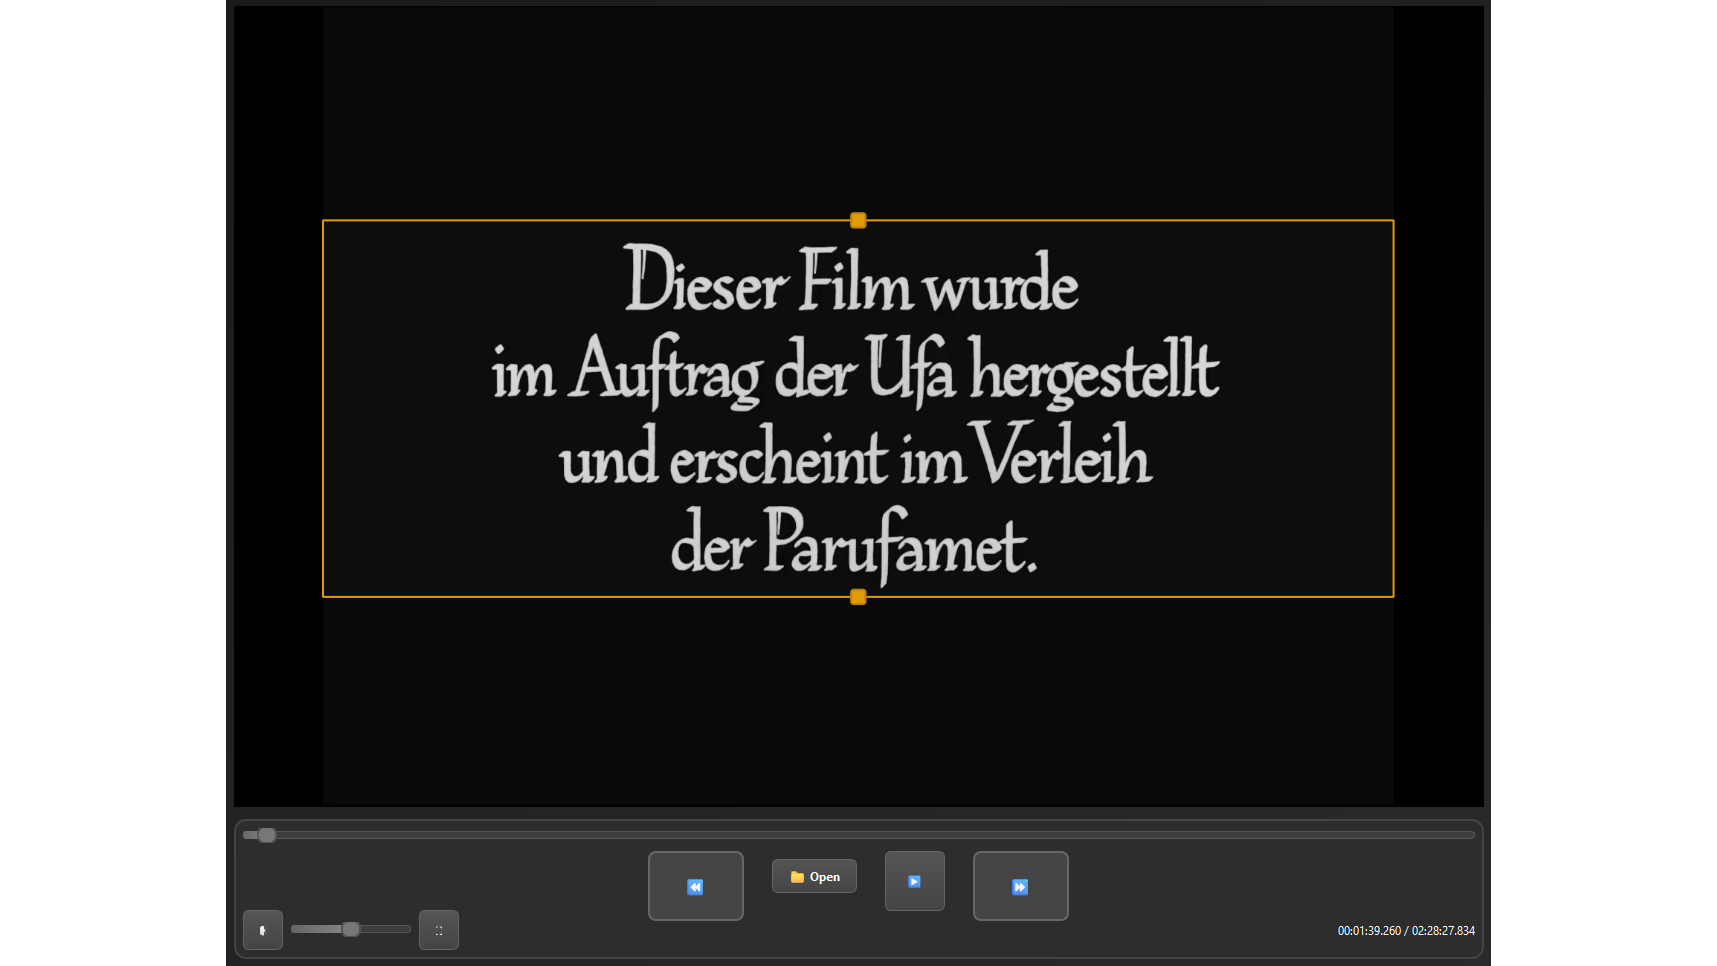 Dieser Film wurde
im Auftrag der Ufa hergestellt
und erscheint im Verleih
der Parufamet.
Open
00:01:39.260 / 02:28:27.834